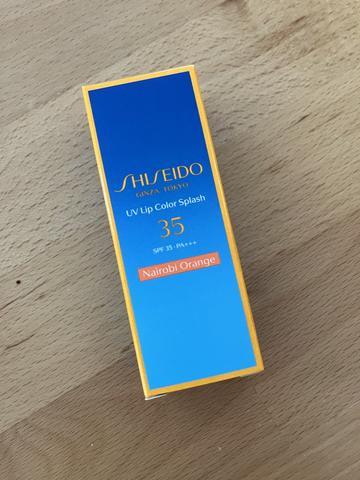 SHISEIDO
GINZA TOKYO
UV Lip Color Splash
35
SPF 35・PA+++
Nairobi Orange